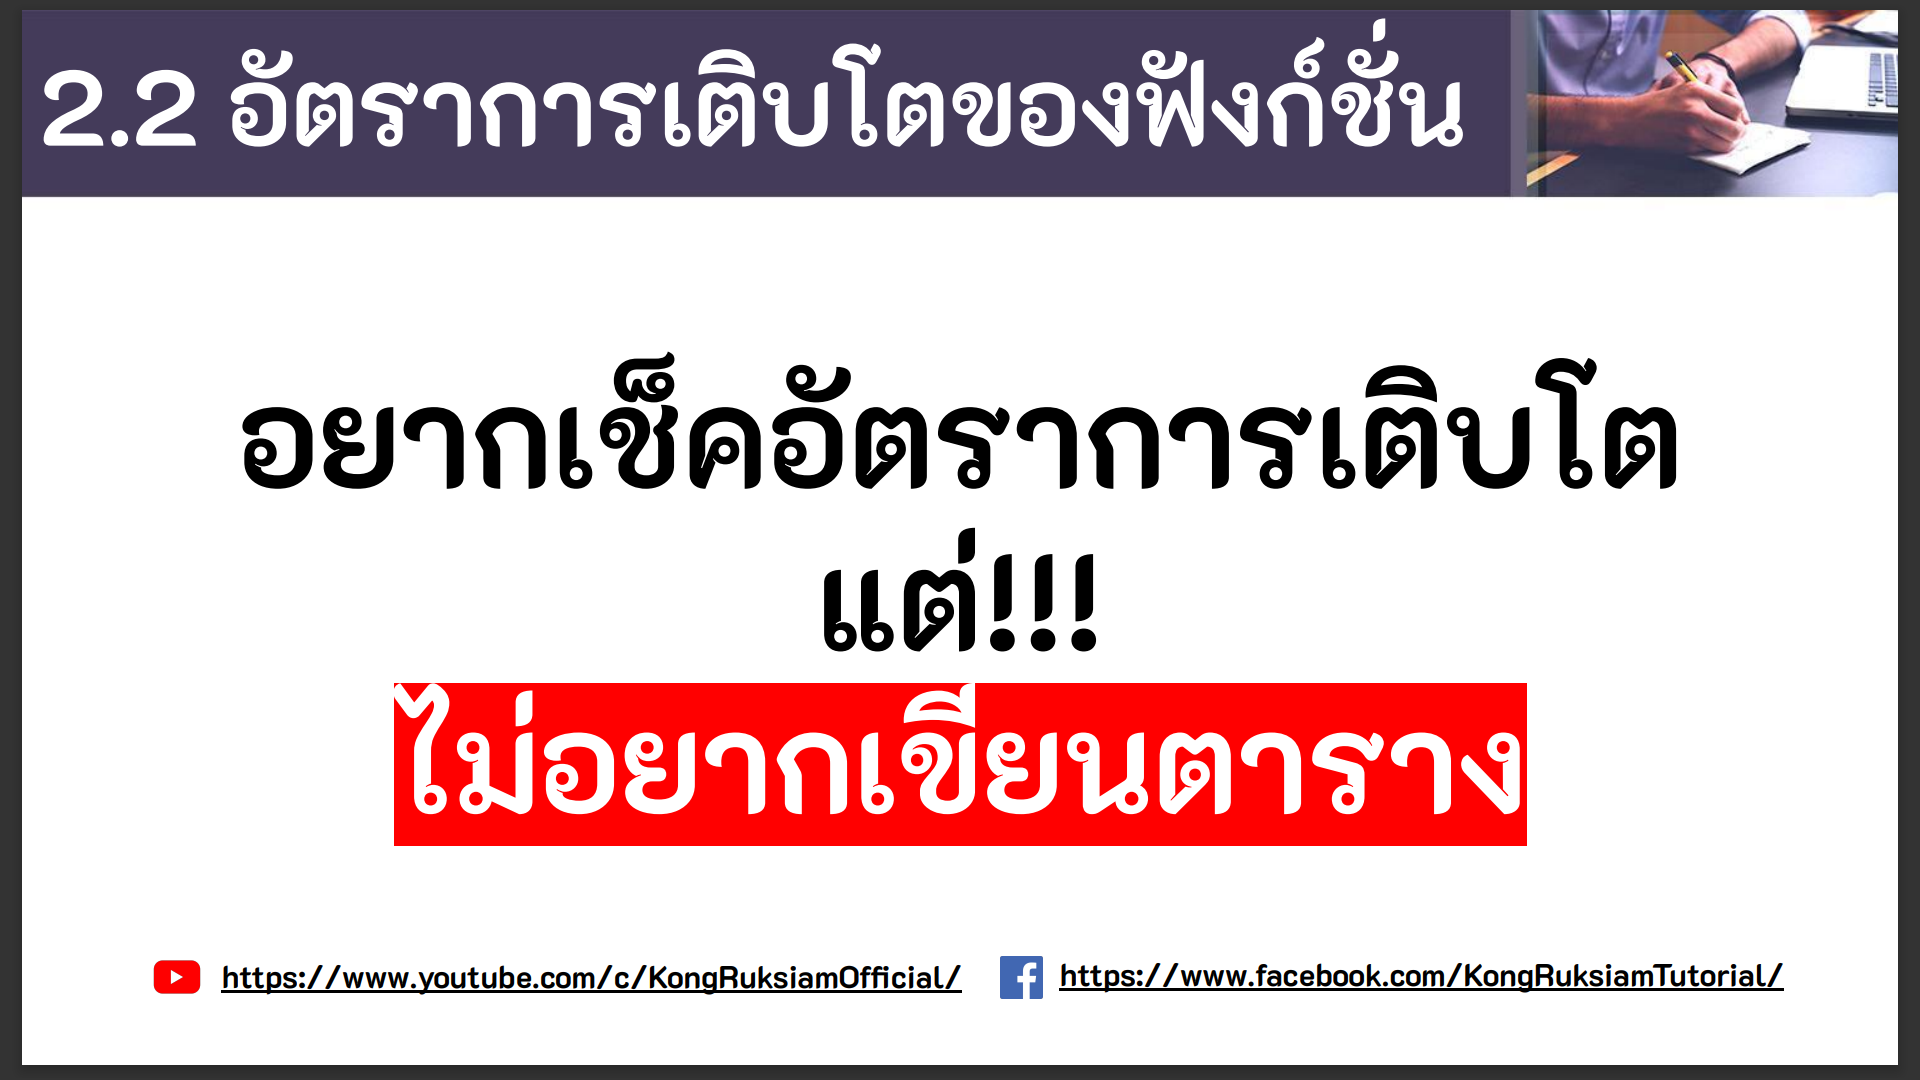 2.2 อัตราการเติบโตของฟังก์ชั่น
อยากเช็คอัตราการเติบโต
แต่!!!
ไม่อยากเขียนตาราง
https://www.youtube.com/c/KongRuksiamOfficial/
https://www.facebook.com/KongRuksiamTutorial/